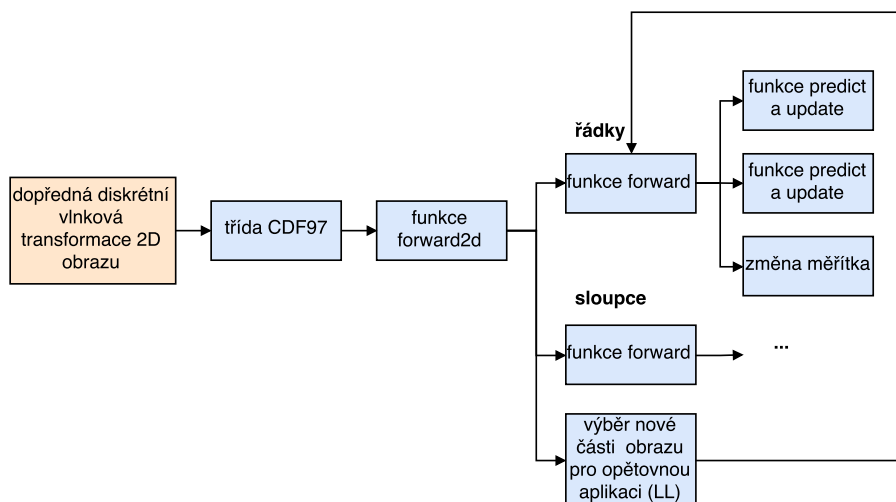 dopředná diskrétní
vlnková
transformace 2D
obrazu
třída CDF97
funkce
forward2d
řádky
funkce forward
funkce predict
a update
funkce predict
a update
změna měřítka
sloupce
funkce forward
...
výběr nové
části obrazu
pro opětovnou
aplikaci (LL)